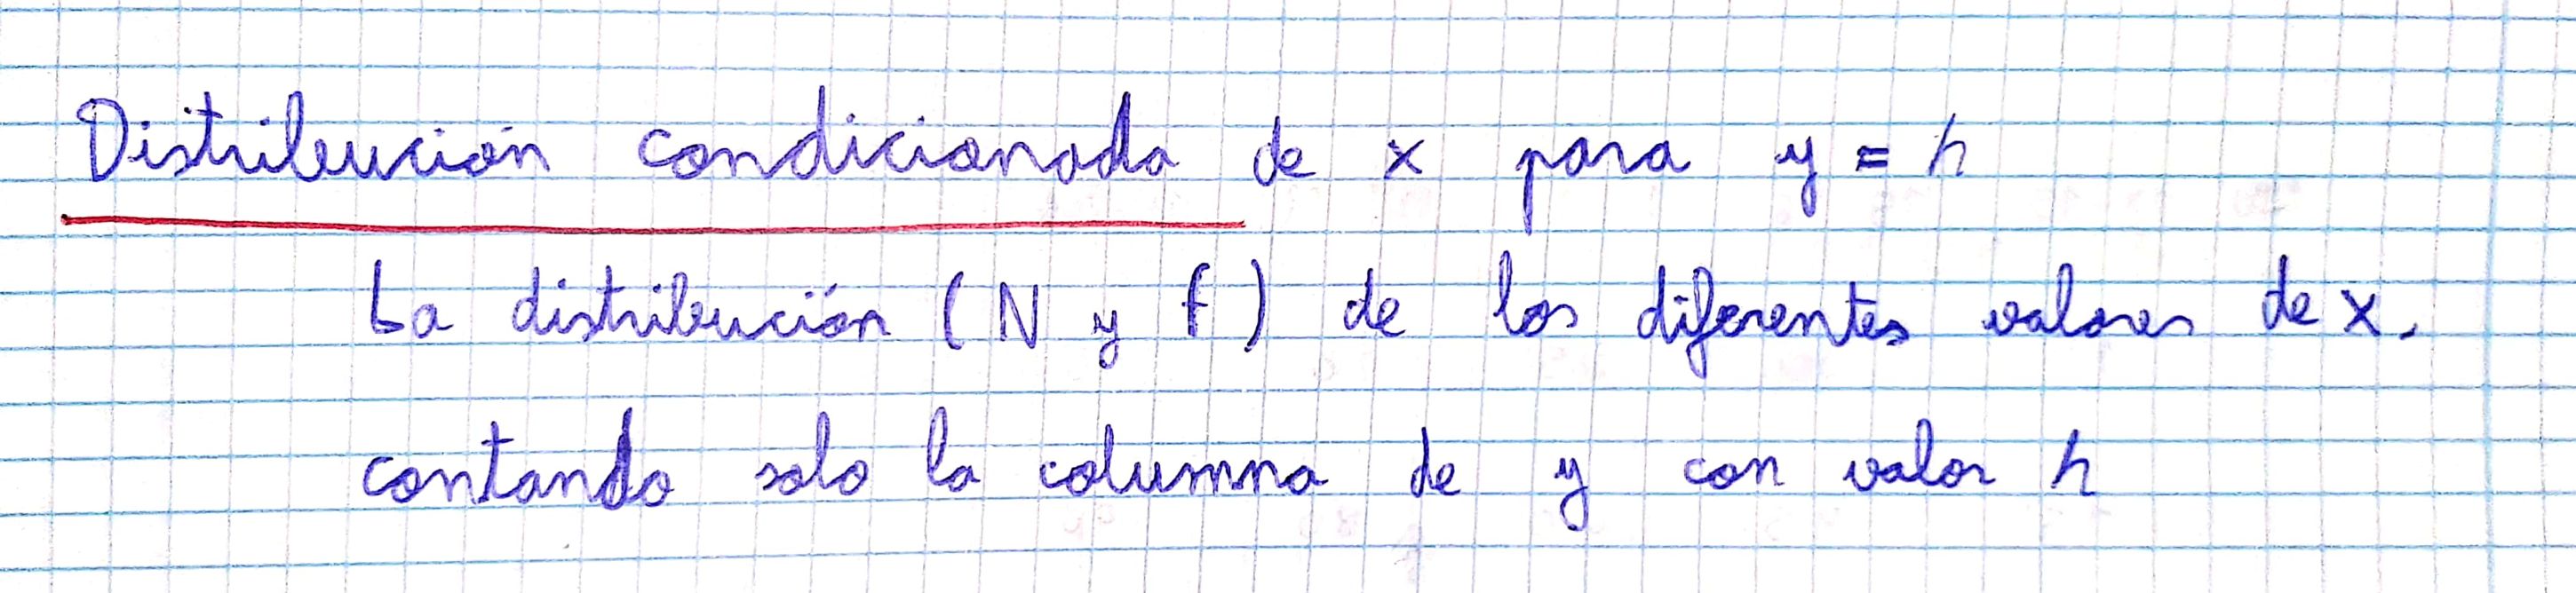 Distribución condicionada de x para y = h
La distribución (N y f) de los diferentes valores de x.
contando solo la columna de y con valor h